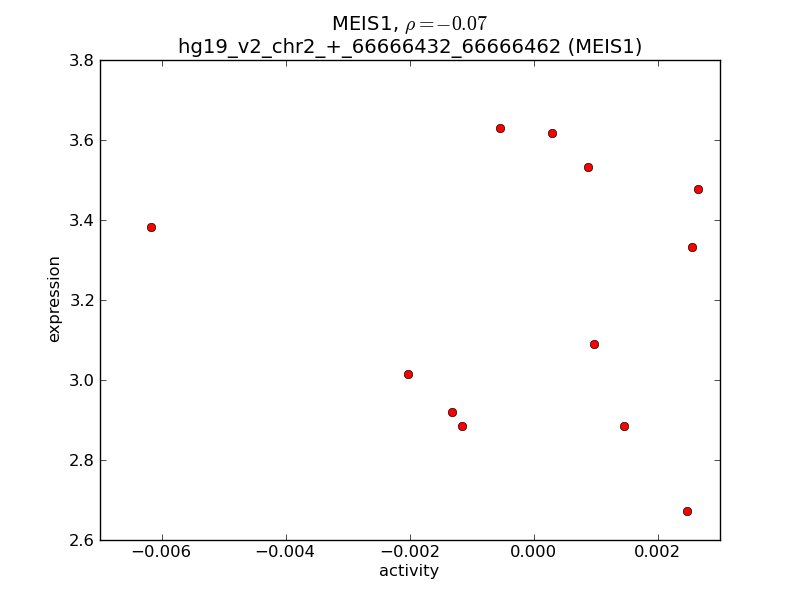 MEIS1, ρ=−0.07
hg19_v2_chr2_+_66666432_66666462 (MEIS1)
3.8
3.6
3.4
3.2
3.0
2.8
2.6
expression
−0.006 −0.004 −0.002 0.000 0.002
activity